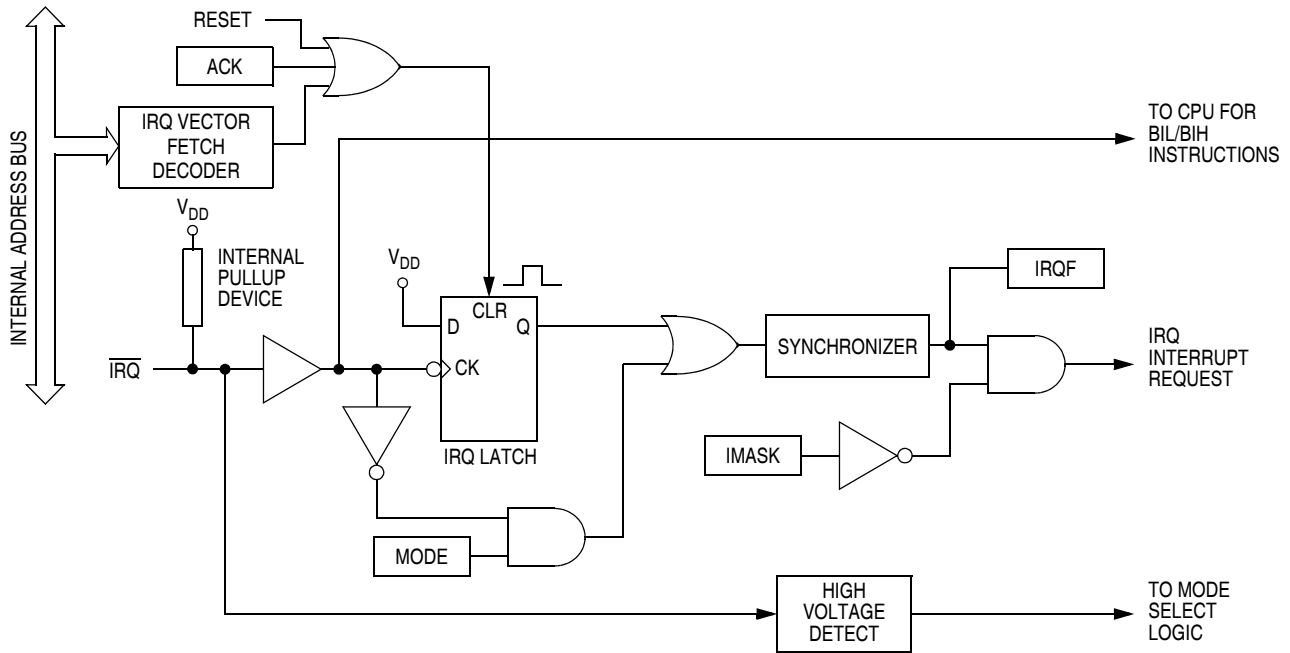 RESET
ACK
INTERNAL ADDRESS BUS
IRQ VECTOR
FETCH
DECODER
TO CPU FOR
BIL/BIH
INSTRUCTIONS
VDD
INTERNAL
PULLUP
DEVICE
VDD
CLR
D
Q
CK
IRQ LATCH
IRQ
SYNCHRONIZER
IRQF
IRQ
INTERRUPT
REQUEST
IMASK
MODE
HIGH
VOLTAGE
DETECT
TO MODE
SELECT
LOGIC